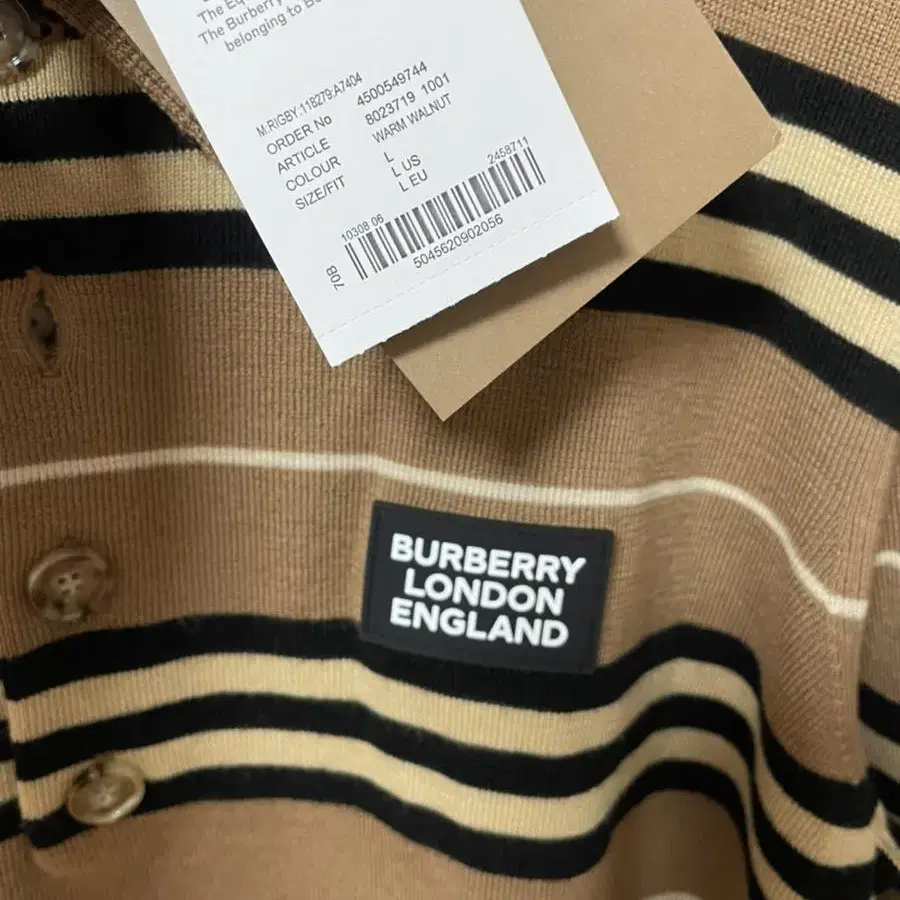 The Eq
The Burberry
belonging to B
M:RIGBY:118279:A7404
ORDER No 4500549744
ARTICLE 8023719 1001
COLOUR WARM WALNUT
SIZE/FIT L
L US
L EU
10308 06 2458711
70B
5045620902056
BURBERRY
LONDON
ENGLAND